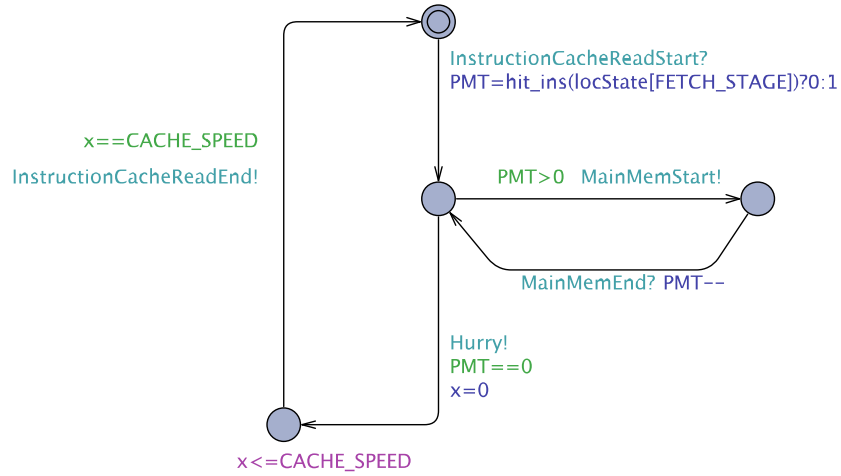 InstructionCacheReadStart?
PMT=hit_ins(locState[FETCH_STAGE])?0:1
x==CACHE_SPEED
InstructionCacheReadEnd!
PMT>0 MainMemStart!
MainMemEnd? PMT--
Hurry!
PMT==0
x=0
x<=CACHE_SPEED